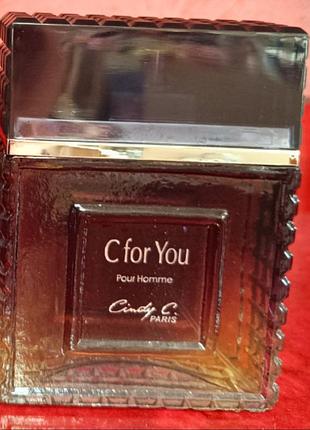 C for You
Pour Homme
Cindy C.
PARIS